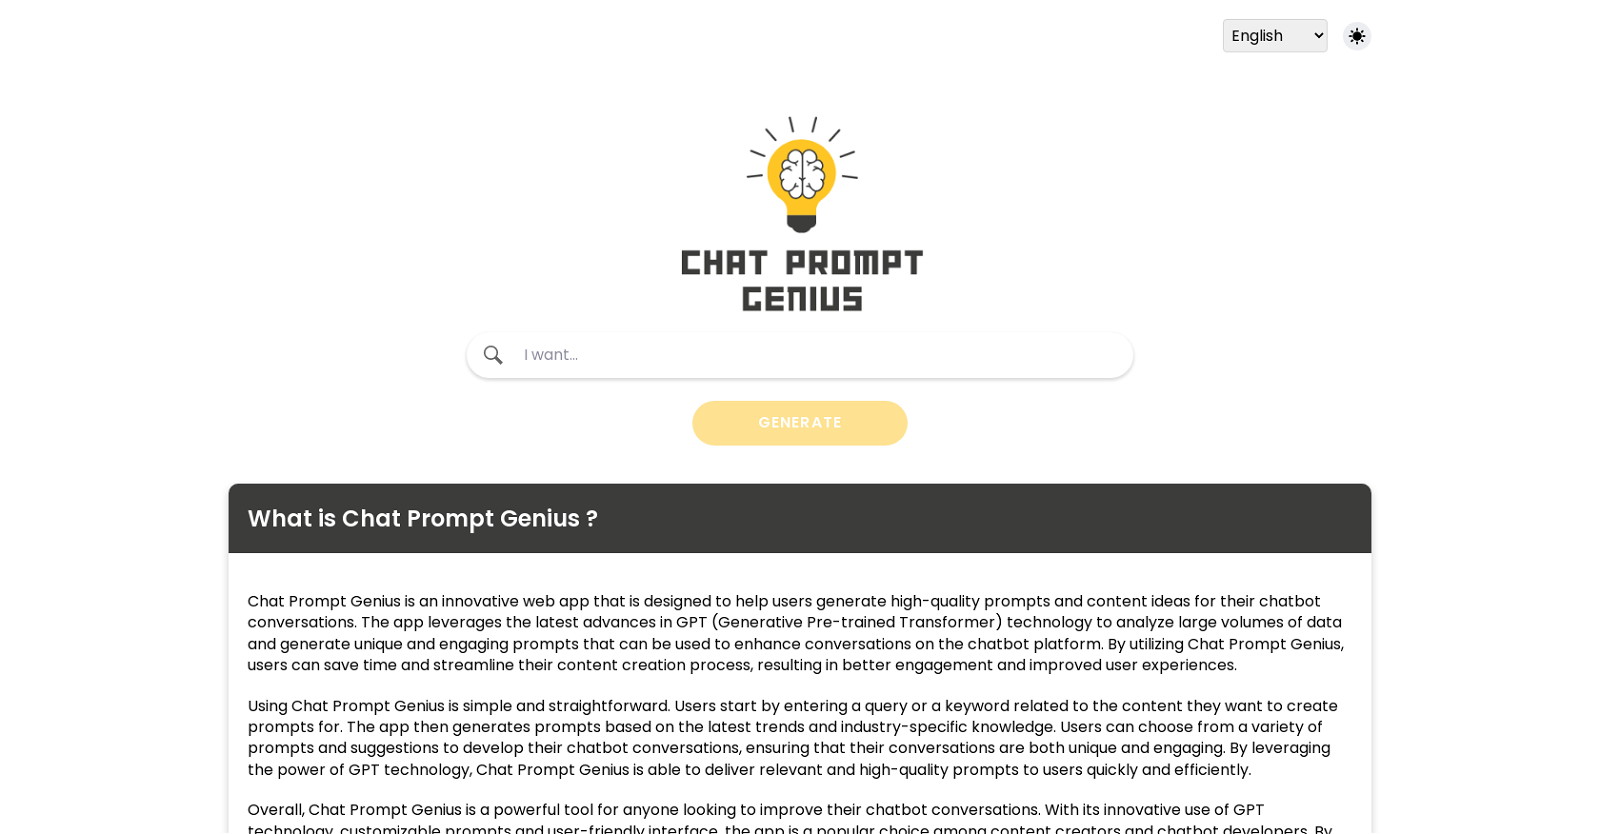 English
CHAT PROMPT
GENIUS
I want...
GENERATE
What is Chat Prompt Genius ?
Chat Prompt Genius is an innovative web app that is designed to help users generate high-quality prompts and content ideas for their chatbot
conversations. The app leverages the latest advances in GPT (Generative Pre-trained Transformer) technology to analyze large volumes of data
and generate unique and engaging prompts that can be used to enhance conversations on the chatbot platform. By utilizing Chat Prompt Genius,
users can save time and streamline their content creation process, resulting in better engagement and improved user experiences.
Using Chat Prompt Genius is simple and straightforward. Users start by entering a query or a keyword related to the content they want to create
prompts for. The app then generates prompts based on the latest trends and industry-specific knowledge. Users can choose from a variety of
prompts and suggestions to develop their chatbot conversations, ensuring that their conversations are both unique and engaging. By leveraging
the power of GPT technology, Chat Prompt Genius is able to deliver relevant and high-quality prompts to users quickly and efficiently.
Overall, Chat Prompt Genius is a powerful tool for anyone looking to improve their chatbot conversations. With its innovative use of GPT
technology, customizable prompts and user-friendly interface, the app is a popular choice among content creators and chatbot developers. By